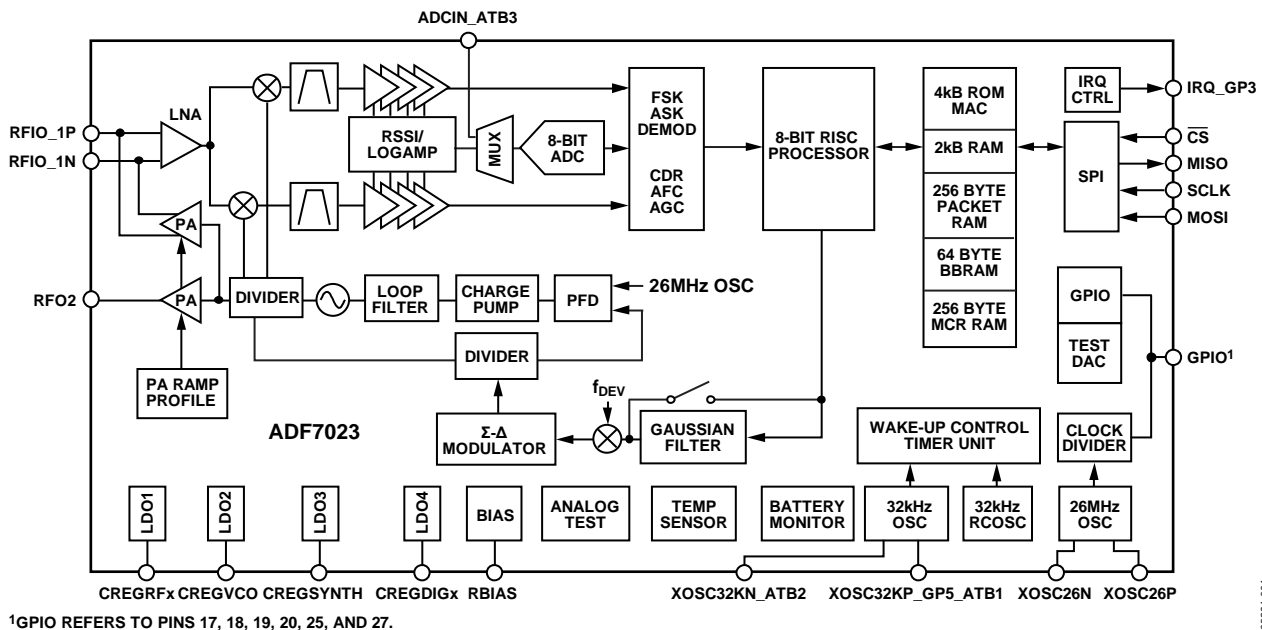 ADCIN_ATB3
RFIO_1P
RFIO_1N
LNA
RSSI/
LOGAMP
MUX
8-BIT
ADC
FSK
ASK
DEMOD
CDR
AFC
AGC
8-BIT RISC
PROCESSOR
4kB ROM
MAC
2kB RAM
256 BYTE
PACKET
RAM
64 BYTE
BBRAM
256 BYTE
MCR RAM
IRQ
CTRL
IRQ_GP3
SPI
CS
MISO
SCLK
MOSI
PA
RFO2
PA
DIVIDER
LOOP
FILTER
CHARGE
PUMP
PFD
26MHz OSC
GPIO
TEST
DAC
GPIO1
PA RAMP
PROFILE
DIVIDER
fDEV
ADF7023
Σ-Δ
MODULATOR
GAUSSIAN
FILTER
WAKE-UP CONTROL
TIMER UNIT
CLOCK
DIVIDER
LDO1
LDO2
LDO3
LDO4
BIAS
ANALOG
TEST
TEMP
SENSOR
BATTERY
MONITOR
32kHz
OSC
32kHz
RCOSC
26MHz
OSC
CREGRFx
CREGVCO
CREGSYNTH
CREGDIGx
RBIAS
XOSC32KN_ATB2
XOSC32KP_GP5_ATB1
XOSC26N
XOSC26P
1GPIO REFERS TO PINS 17, 18, 19, 20, 25, AND 27.